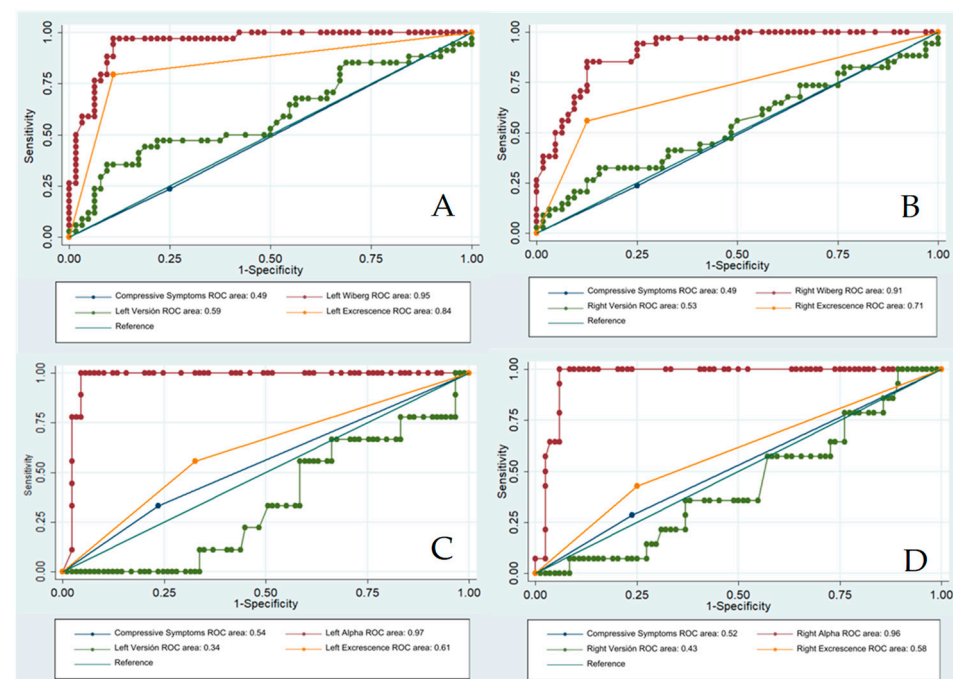 1.00
0.75
0.50
0.25
0.00
Sensitivity
A
0.00 0.25 0.50 0.75 1.00
1-Specificity
Compressive Symptoms ROC area: 0.49 Left Wiberg ROC area: 0.95
Left Versión ROC area: 0.59 Left Excrescence ROC area: 0.84
Reference
1.00
0.75
0.50
0.25
0.00
Sensitivity
B
0.00 0.25 0.50 0.75 1.00
1-Specificity
Compressive Symptoms ROC area: 0.49 Right Wiberg ROC area: 0.91
Right Versión ROC area: 0.53 Right Excrescence ROC area: 0.71
Reference
1.00
0.75
0.50
0.25
0.00
Sensitivity
C
0.00 0.25 0.50 0.75 1.00
1-Specificity
Compressive Symptoms ROC area: 0.54 Left Alpha ROC area: 0.97
Left Versión ROC area: 0.34 Left Excrescence ROC area: 0.61
Reference
1.00
0.75
0.50
0.25
0.00
Sensitivity
D
0.00 0.25 0.50 0.75 1.00
1-Specificity
Compressive Symptoms ROC area: 0.52 Right Alpha ROC area: 0.96
Right Versión ROC area: 0.43 Right Excrescence ROC area: 0.58
Reference